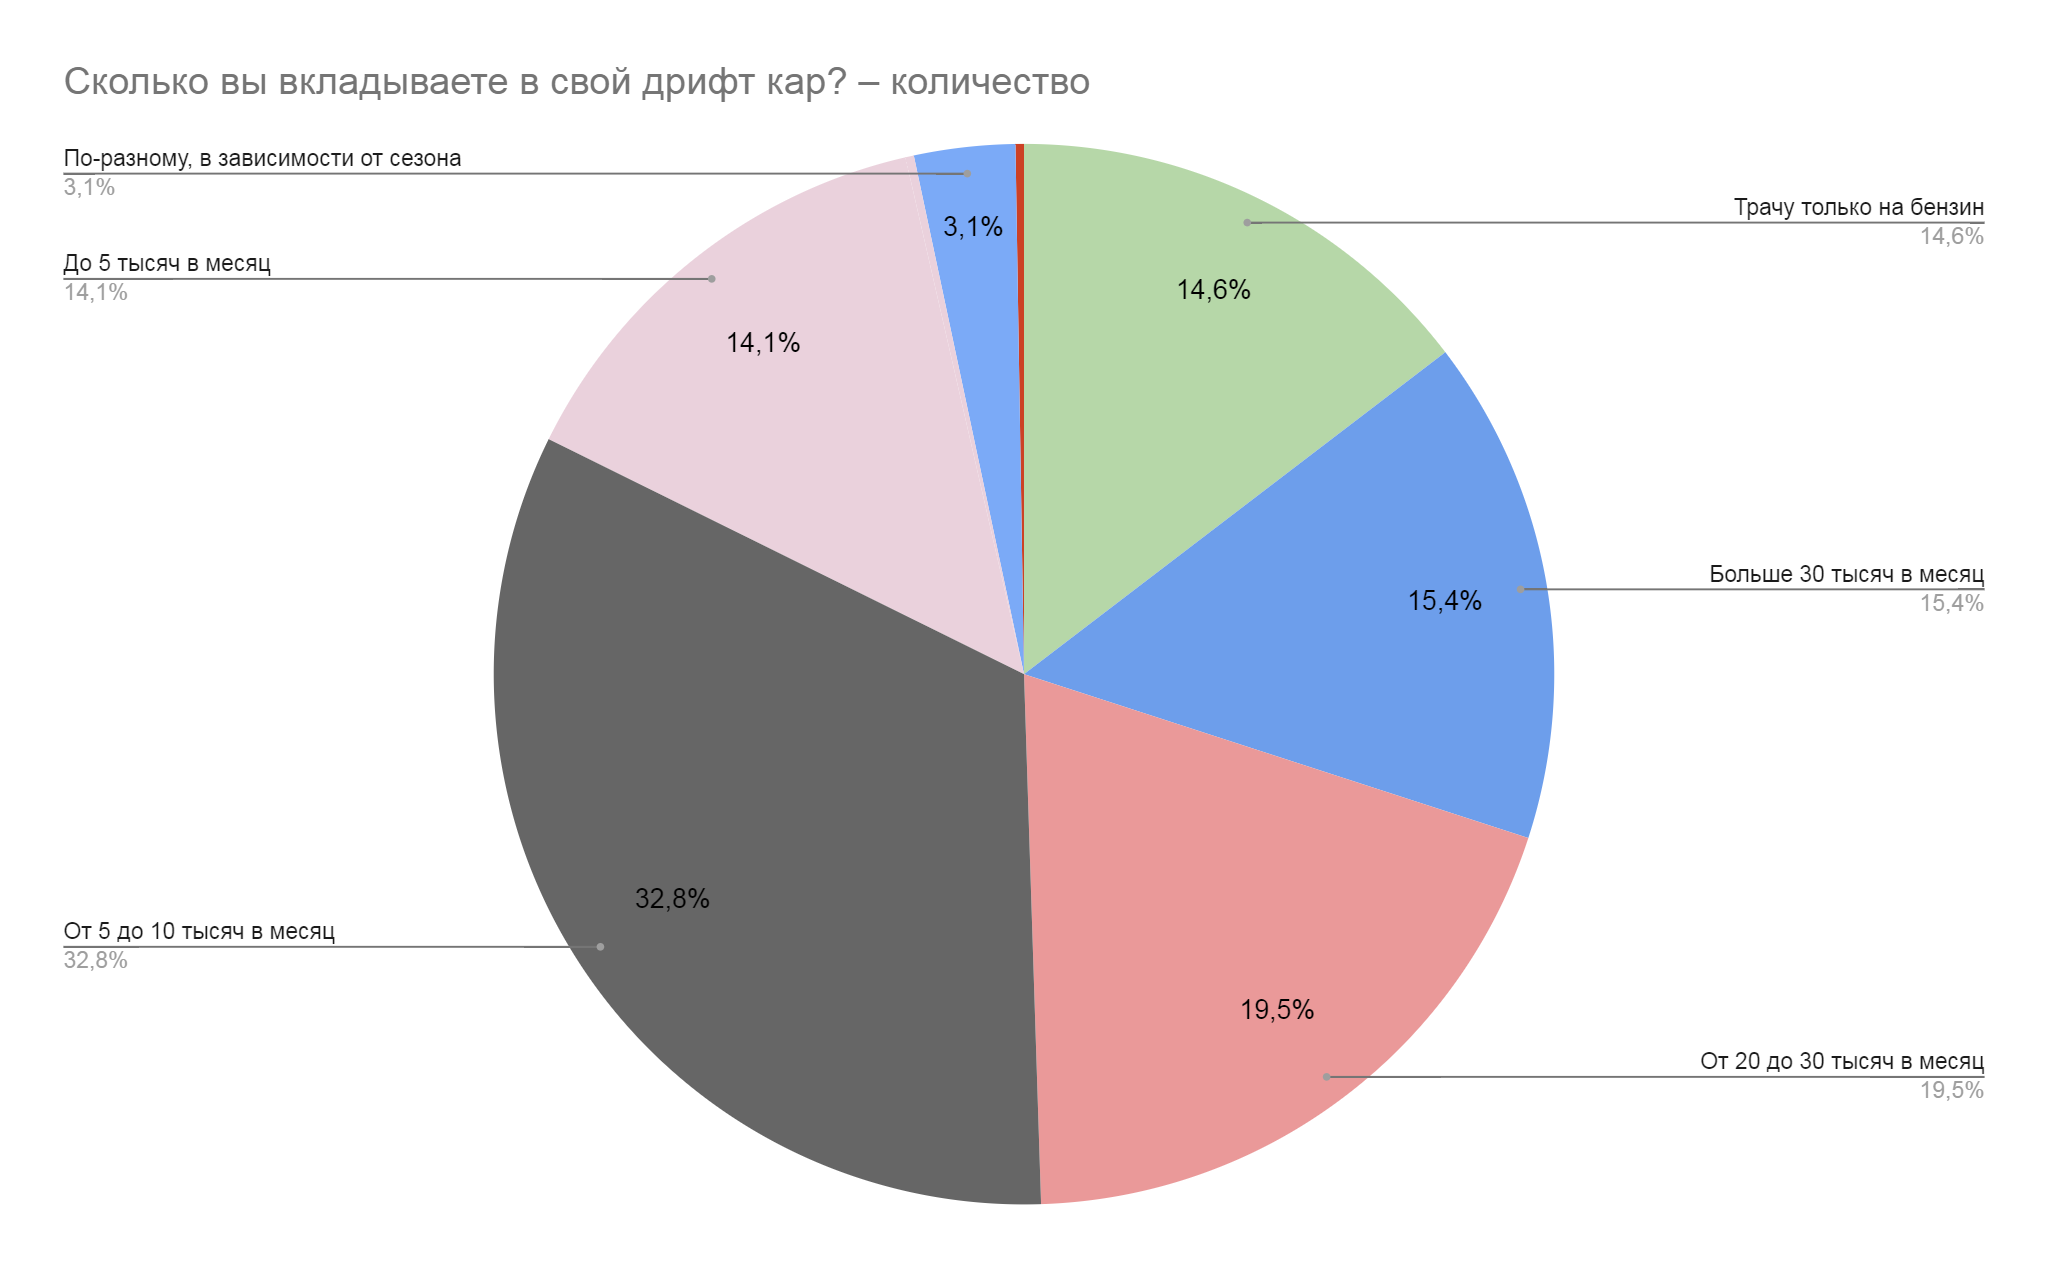 Сколько вы вкладываете в свой дрифт кар? – количество
По-разному, в зависимости от сезона
3,1%
До 5 тысяч в месяц
14,1%
От 5 до 10 тысяч в месяц
32,8%
3,1%
14,6%
14,1%
15,4%
32,8%
19,5%
Трачу только на бензин
14,6%
Больше 30 тысяч в месяц
15,4%
От 20 до 30 тысяч в месяц
19,5%